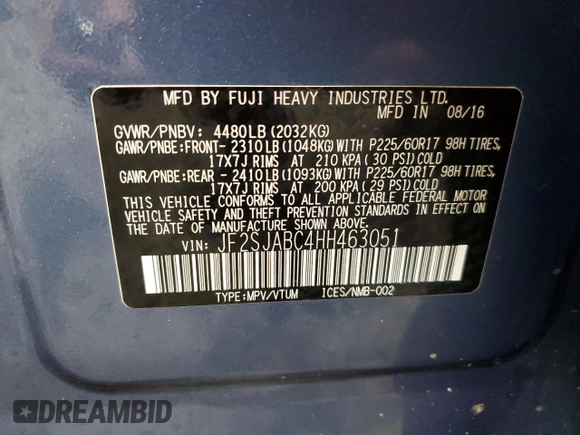 MFD BY FUJI HEAVY INDUSTRIES LTD.
MFD IN 08/16
GVWR/PNBV: 4480LB(2032KG)
GAWR/PNBE:FRONT- 2310LB(1048KG)WITH P225/60R17 98H TIRES,
17X7J RIMS AT 210 KPA(30 PSI)COLD
GAWR/PNBE:REAR - 2410LB(1093KG)WITH P225/60R17 98H TIRES,
17X7J RIMS AT 200 KPA(29 PSI)COLD
THIS VEHICLE CONFORMS TO ALL APPLICABLE FEDERAL MOTOR
VEHICLE SAFETY AND THEFT PREVENTION STANDARDS IN EFFECT ON
THE DATE OF MANUFACTURE SHOWN ABOVE.
VIN: JF2SJABC4HH463051
TYPE:MPV/VTUM ICES/NMB-002
DREAMBID